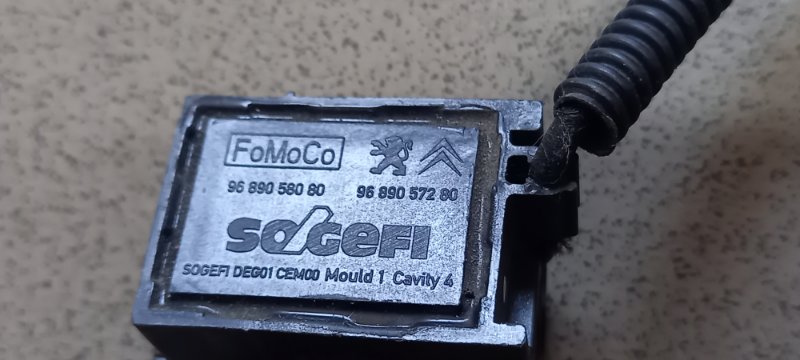 FoMoCo
96 890 580 80 96 890 572 80
SOGEFI
SOGEFI DEG01 CEM00 Mould 1 Cavity 4